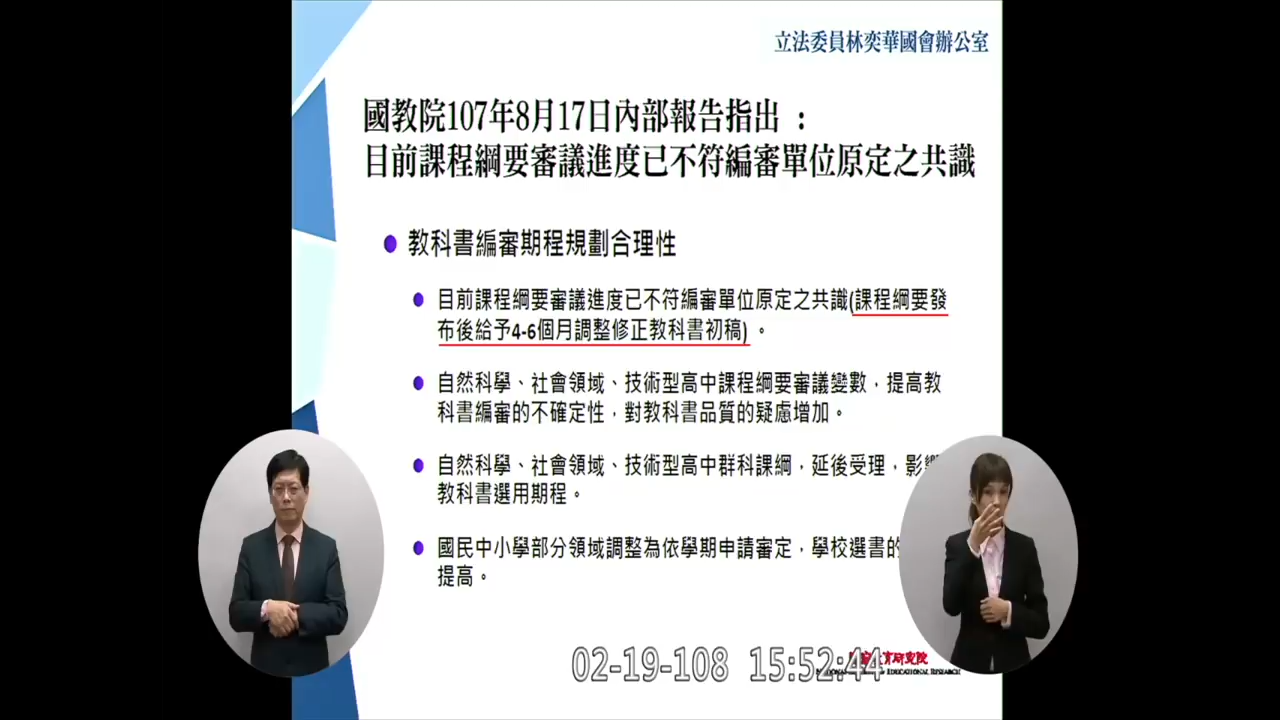 立法委員林奕華國會辦公室
國教院107年8月17日內部報告指出 ：
目前課程綱要審議進度已不符編審單位原定之共識
教科書編審期程規劃合理性
目前課程綱要審議進度已不符編審單位原定之共識(課程綱要發
布後給予4-6個月調整修正教科書初稿) 。
自然科學、社會領域、技術型高中課程綱要審議變數，提高教
科書編審的不確定性，對教科書品質的疑慮增加。
自然科學、社會領域、技術型高中群科課綱，延後受理，影響
教科書選用期程。
國民中小學部分領域調整為依學期申請審定，學校選書的
提高。
02-19-108 15:52:44
育研究院
EDUCATIONAL RESEARCH